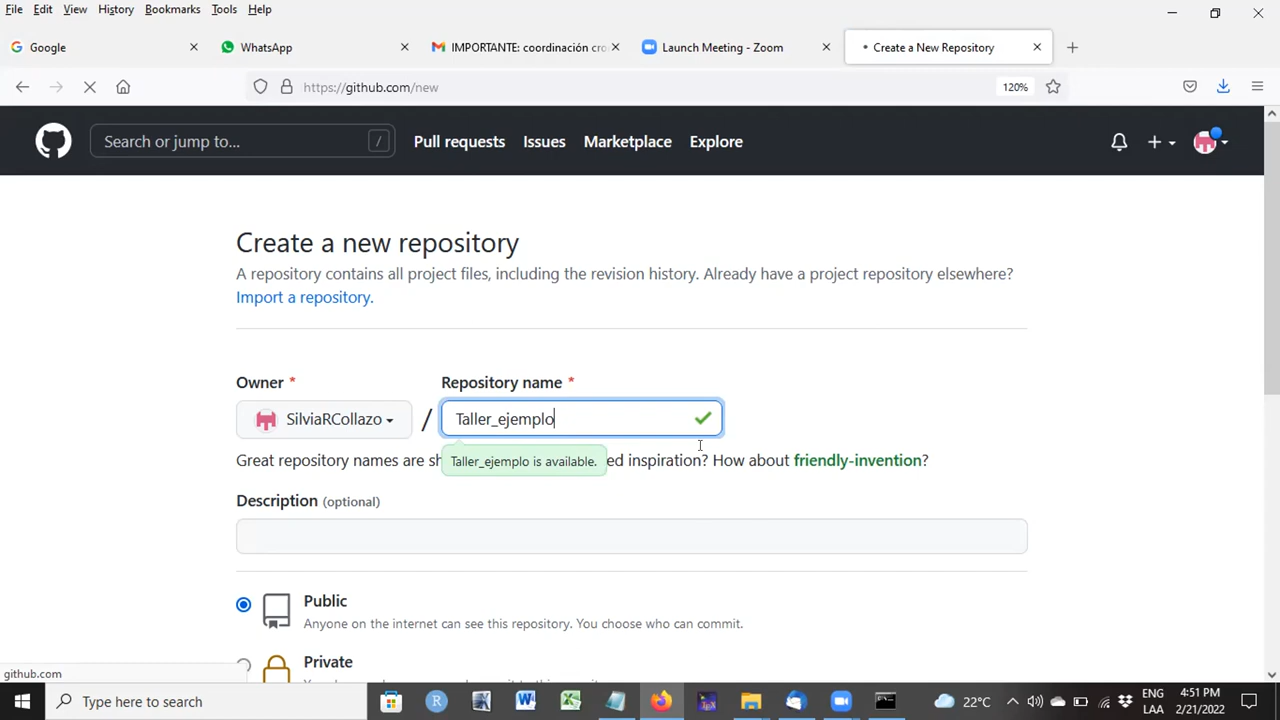 File Edit View History Bookmarks Tools Help
Google
WhatsApp
IMPORTANTE: coordinación cro
Launch Meeting - Zoom
Create a New Repository
https://github.com/new
120%
Search or jump to...
/
Pull requests
Issues
Marketplace
Explore
Create a new repository
A repository contains all project files, including the revision history. Already have a project repository elsewhere?
Import a repository.
Owner *
Repository name *
SilviaRCollazo
/
Taller_ejemplo
Taller_ejemplo is available.
Great repository names are sh
ed inspiration? How about friendly-invention?
Description (optional)
Public
Anyone on the internet can see this repository. You choose who can commit.
Private
github.com
Type here to search
22°C
ENG
LAA
4:51 PM
2/21/2022